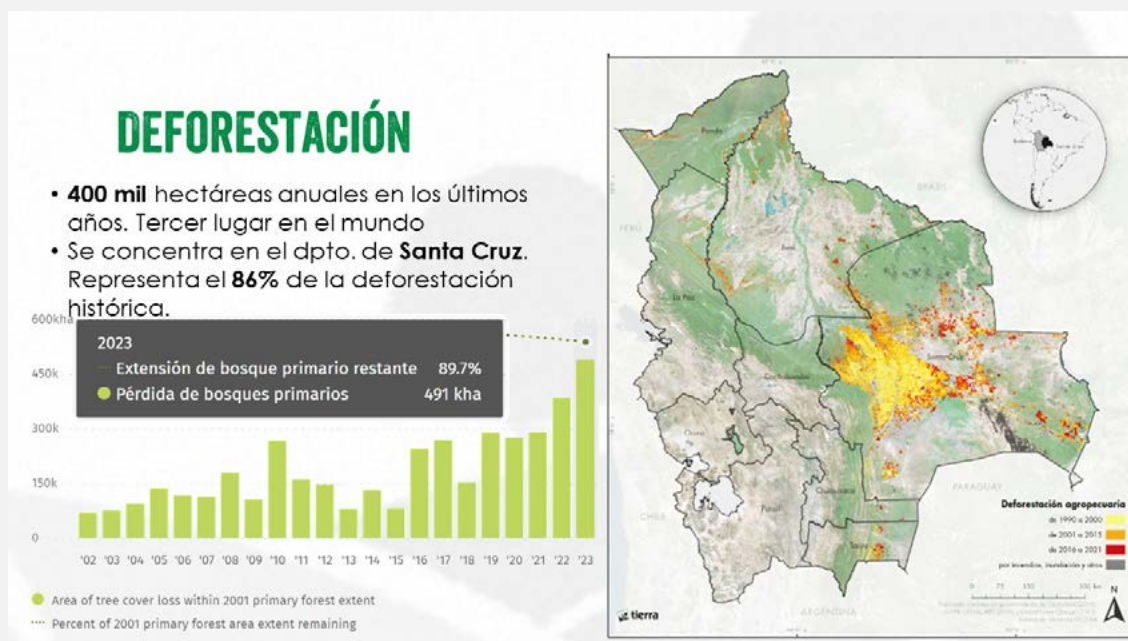 DEFORESTACIÓN
• 400 mil hectáreas anuales en los últimos
años. Tercer lugar en el mundo
• Se concentra en el dpto. de Santa Cruz.
Representa el 86% de la deforestación
histórica.
600kha
450k
300k
150k
0
2023
Extensión de bosque primario restante 89.7%
Pérdida de bosques primarios 491 kha
'02 '03 '04 '05 '06 '07 '08 '09 '10 '11 '12 '13 '14 '15 '16 '17 '18 '19 '20 '21 '22 '23
Area of tree cover loss within 2001 primary forest extent
Percent of 2001 primary forest area extent remaining
Pando
Beni
La Paz
Santa Cruz
Oruro
Potosí
Chuquisaca
Tarija
PERÚ
BRASIL
CHILE
PARAGUAY
ARGENTINA
Deforestación agropecuaria
de 1990 a 2000
de 2001 a 2015
de 2016 a 2021
por incendios, inundación y otros
0 75 150 300 km
N
tierra